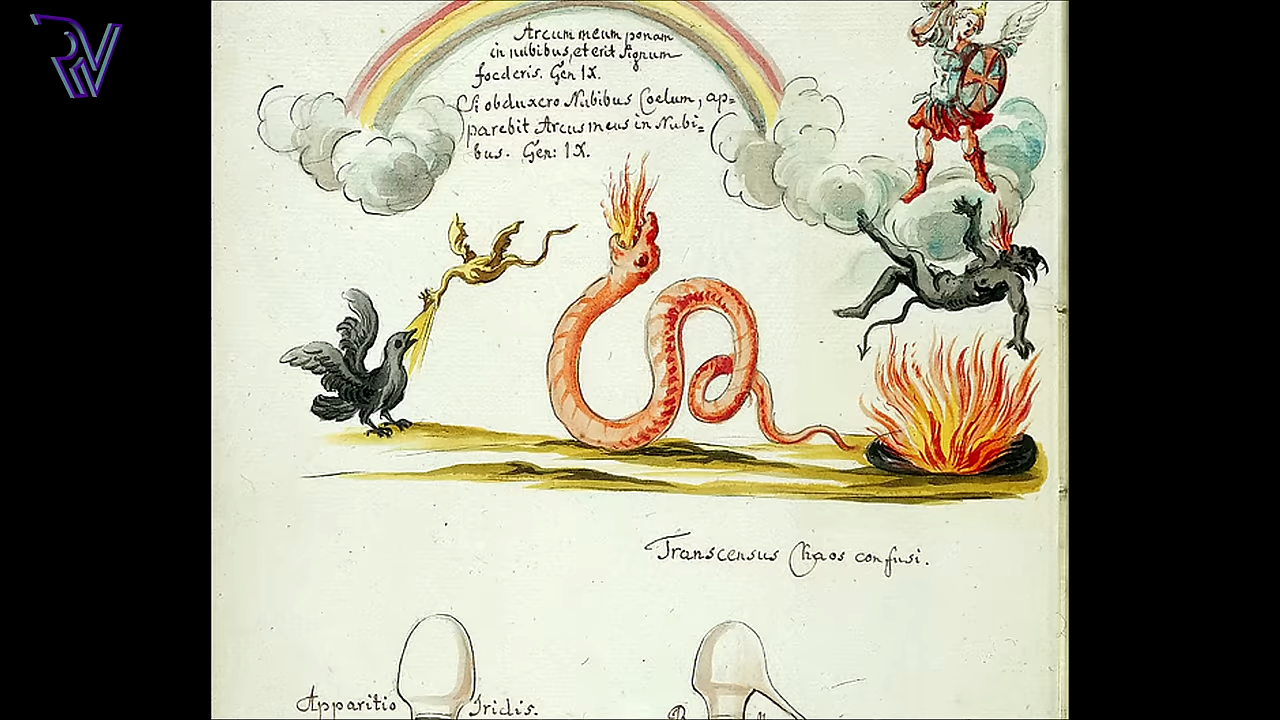 RV
Arcum meum ponam
in nubibus, et erit signum
foederis. Gen IX.
Si obduxero Nubibus Coelum, ap=
parebit Arcus meus in Nubi=
bus. Gen: IX.
Transcensus Chaos confusi.
Apparitio Iridis.